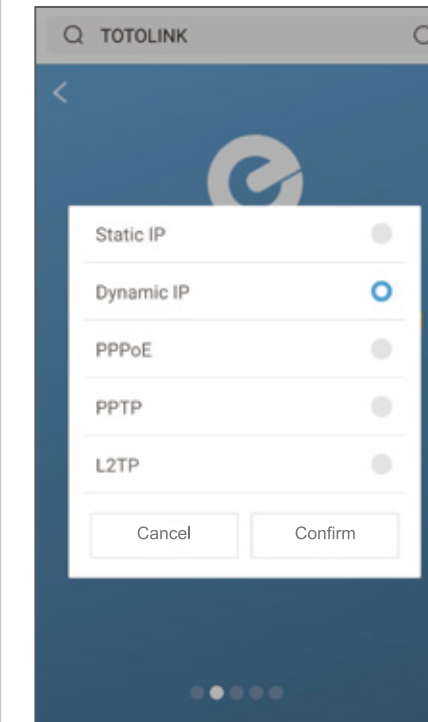 TOTOLINK
Static IP
Dynamic IP
PPPoE
PPTP
L2TP
Cancel Confirm